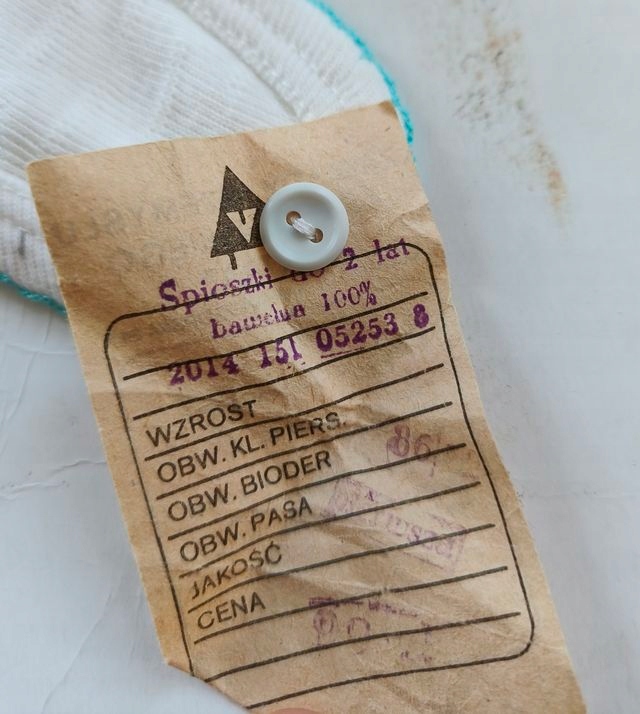 V
Śpioszki do 2 lat
bawełna 100%
2014 151 05253 8
WZROST
OBW. KL. PIERS.
OBW. BIODER 86
OBW. PASA
JAKOŚĆ
CENA